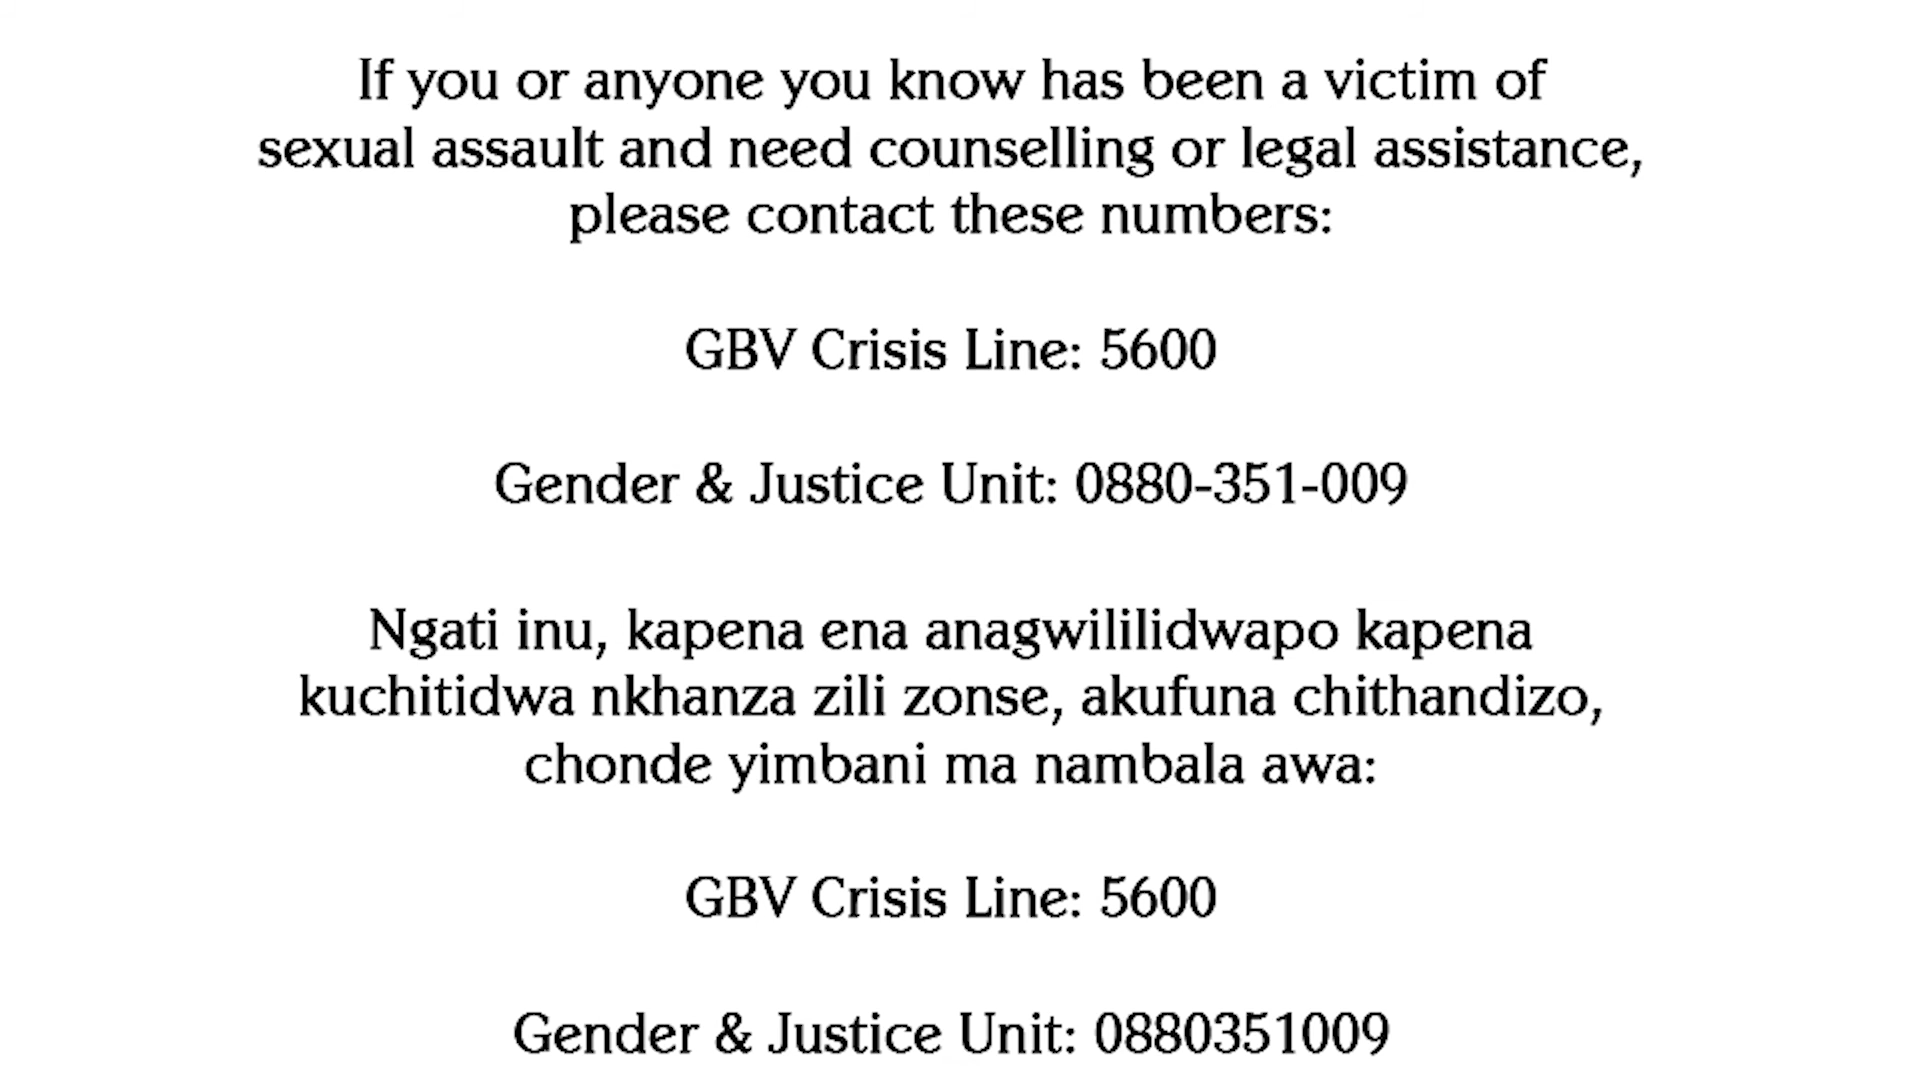 If you or anyone you know has been a victim of
sexual assault and need counselling or legal assistance,
please contact these numbers:
GBV Crisis Line: 5600
Gender & Justice Unit: 0880-351-009
Ngati inu, kapena ena anagwililidwapo kapena
kuchitidwa nkhanza zili zonse, akufuna chithandizo,
chonde yimbani ma nambala awa:
GBV Crisis Line: 5600
Gender & Justice Unit: 0880351009